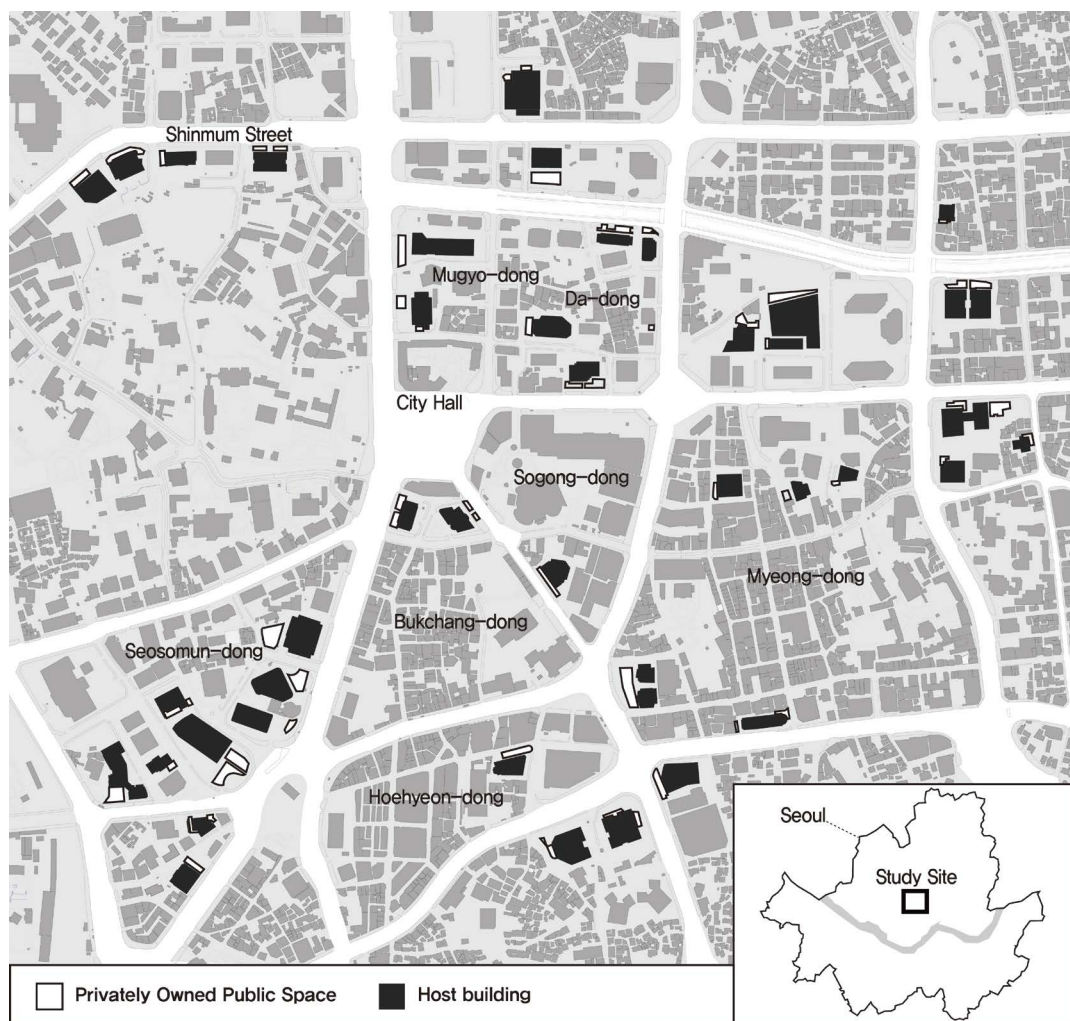 Shinmum Street
Mugyo-dong
Da-dong
City Hall
Sogong-dong
Myeong-dong
Bukchang-dong
Seosomun-dong
Hoehyeon-dong
Seoul
Study Site
Privately Owned Public Space
Host building